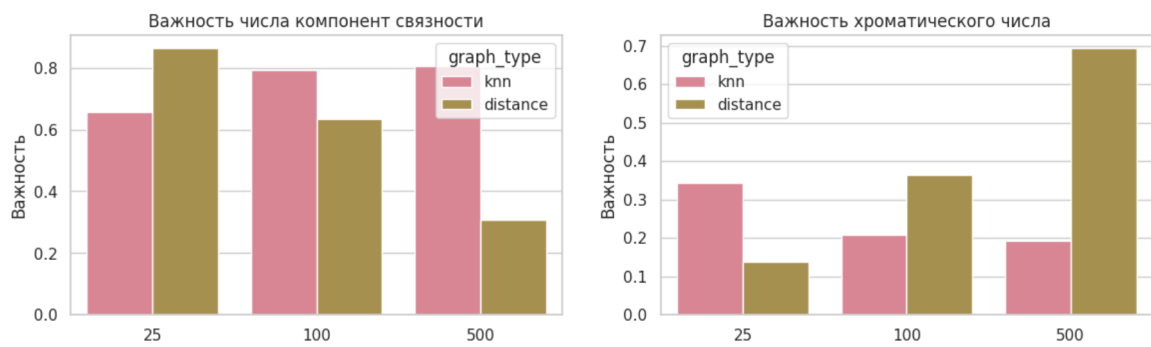 Важность числа компонент связности
Важность
0.8
0.6
0.4
0.2
0.0
graph_type
knn
distance
25
100
500
Важность хроматического числа
Важность
0.7
0.6
0.5
0.4
0.3
0.2
0.1
0.0
graph_type
knn
distance
25
100
500